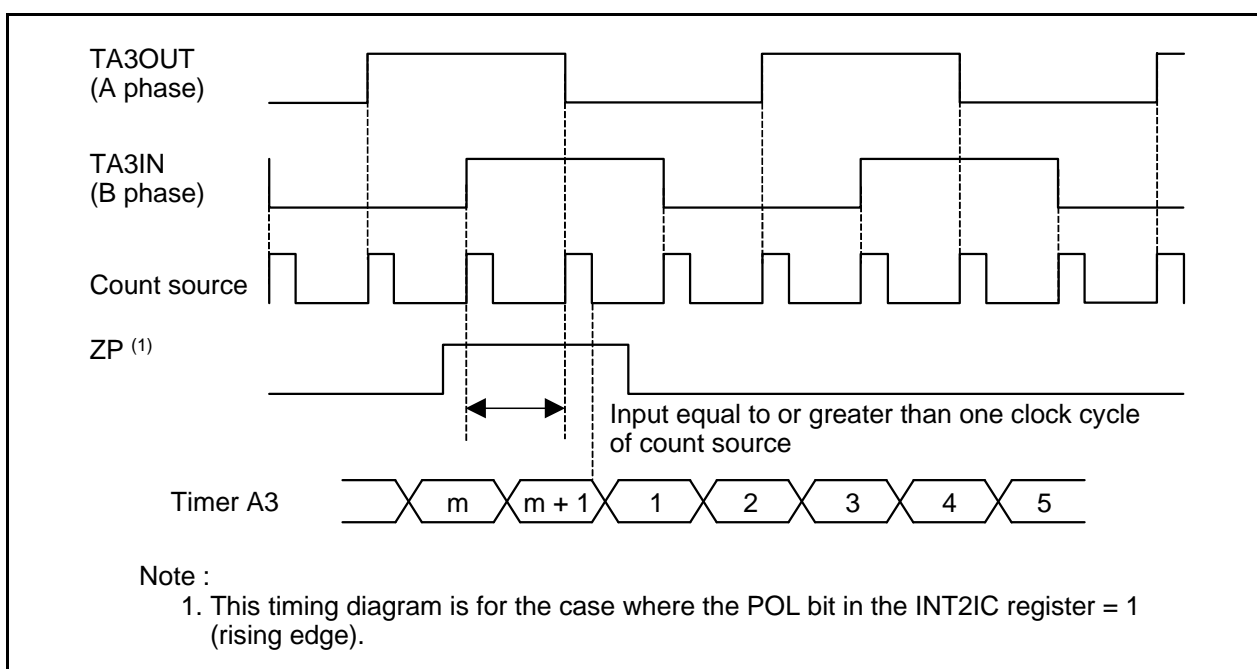 TA3OUT
(A phase)
TA3IN
(B phase)
Count source
ZP (1)
Input equal to or greater than one clock cycle
of count source
Timer A3 m m + 1 1 2 3 4 5
Note :
1. This timing diagram is for the case where the POL bit in the INT2IC register = 1
(rising edge).